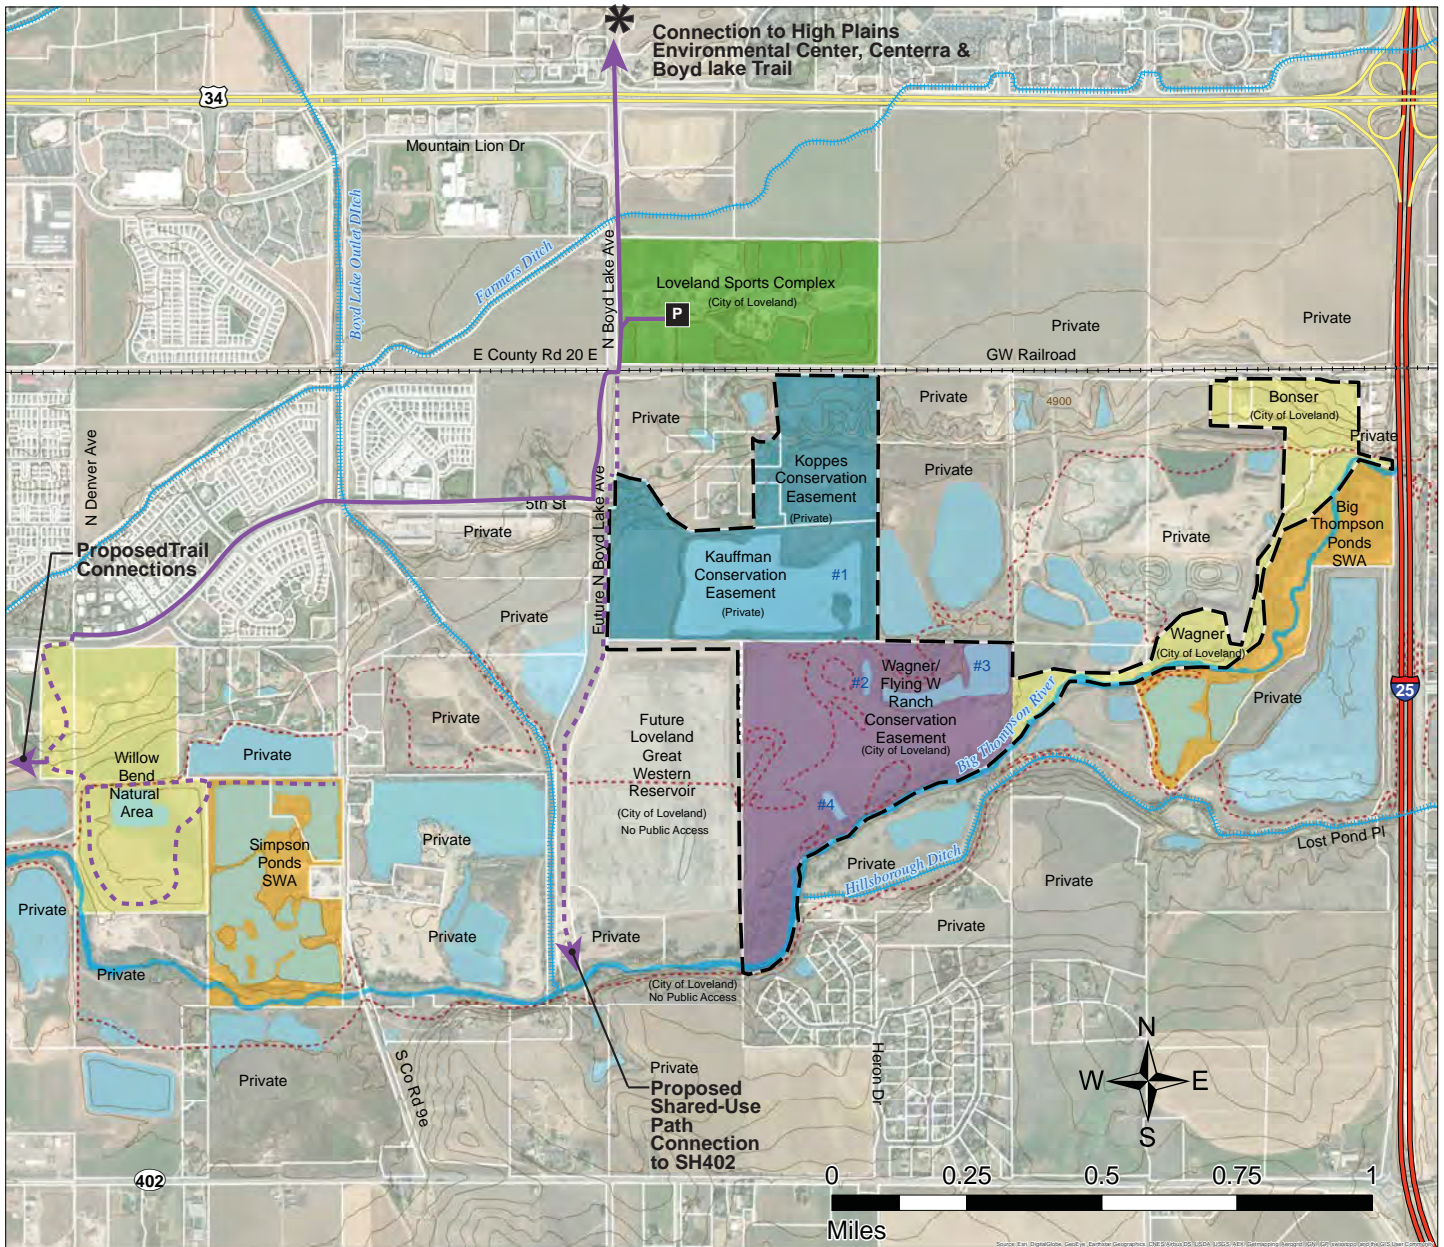 Connection to High Plains
Environmental Center, Centerra &
Boyd lake Trail
34
Mountain Lion Dr
Boyd Lake Outlet DItch
Farmers Ditch
N Boyd Lake Ave
Loveland Sports Complex
(City of Loveland)
P
Private
Private
E County Rd 20 E
GW Railroad
Private
Private
4900
Bonser
(City of Loveland)
Private
N Denver Ave
Koppes
Conservation
Easement
(Private)
Private
Big
Thompson
Ponds
SWA
5th St
Private
Future N Boyd Lake Ave
Private
ProposedTrail
Connections
Kauffman
Conservation
Easement
(Private)
#1
Private
Wagner
(City of Loveland)
Wagner/
Flying W
Ranch
Conservation
Easement
(City of Loveland)
#2
#3
#4
Big Thompson River
Private
25
Private
Future
Loveland
Great
Western
Reservoir
(City of Loveland)
No Public Access
Willow
Bend
Natural
Area
Private
Simpson
Ponds
SWA
Private
Private
Hillsborough Ditch
Lost Pond Pl
Private
Private
Private
Private
Private
Private
Private
(City of Loveland)
No Public Access
S Co Rd 9e
Private
Private
Proposed
Shared-Use
Path
Connection
to SH402
Heron Dr
N
W
E
S
402
0 0.25 0.5 0.75 1
Miles